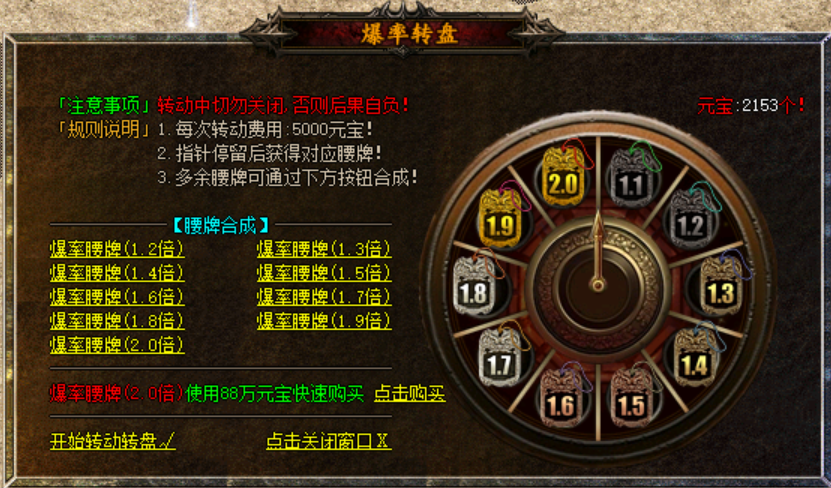 爆率转盘
「注意事项」转动中切勿关闭,否则后果自负!
元宝:2153个!
「规则说明」1.每次转动费用:5000元宝!
2.指针停留后获得对应腰牌!
3.多余腰牌可通过下方按钮合成!
【腰牌合成】
爆率腰牌(1.2倍) 爆率腰牌(1.3倍)
爆率腰牌(1.4倍) 爆率腰牌(1.5倍)
爆率腰牌(1.6倍) 爆率腰牌(1.7倍)
爆率腰牌(1.8倍) 爆率腰牌(1.9倍)
爆率腰牌(2.0倍)
爆率腰牌(2.0倍)使用88万元宝快速购买 点击购买
开始转动转盘√ 点击关闭窗口X
1.1
1.2
1.3
1.4
1.5
1.6
1.7
1.8
1.9
2.0